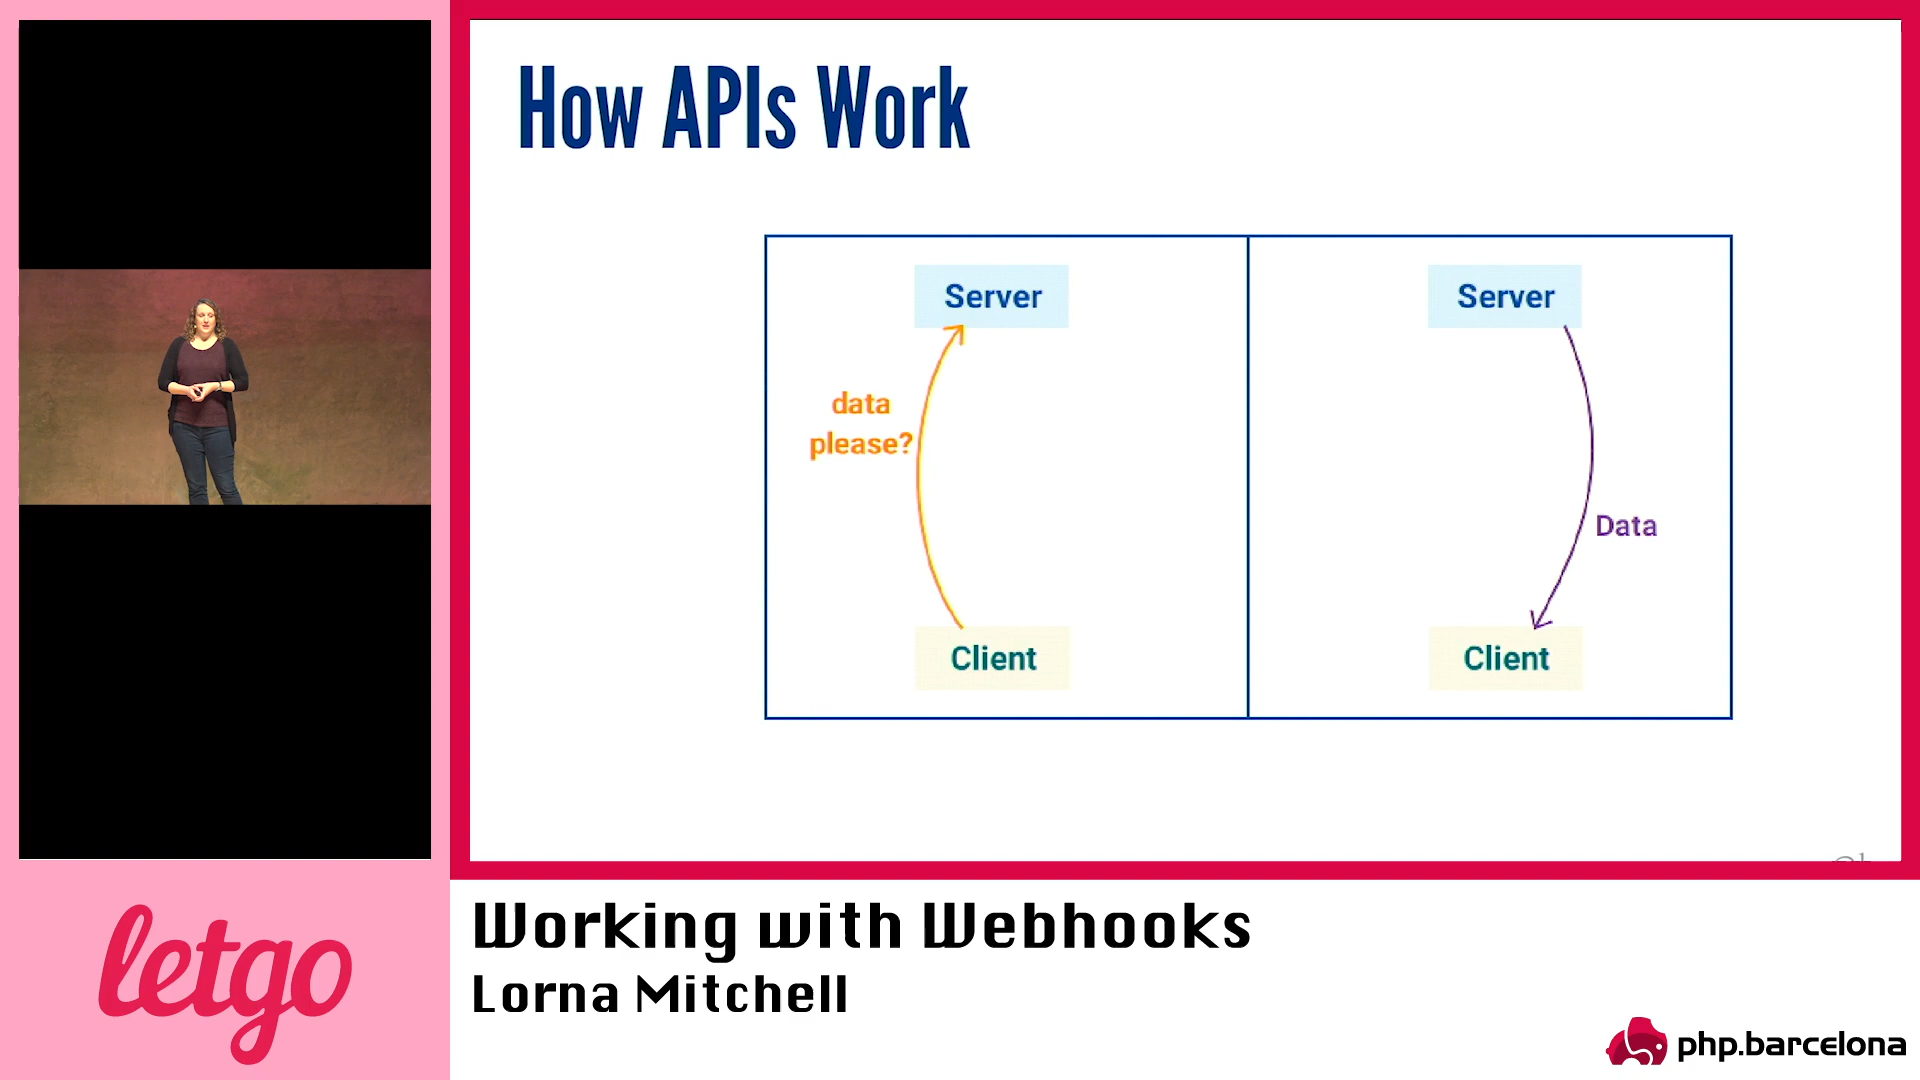 How APIs Work
Server
data
please?
Client
Server
Data
Client
letgo
Working with Webhooks
Lorna Mitchell
php.barcelona